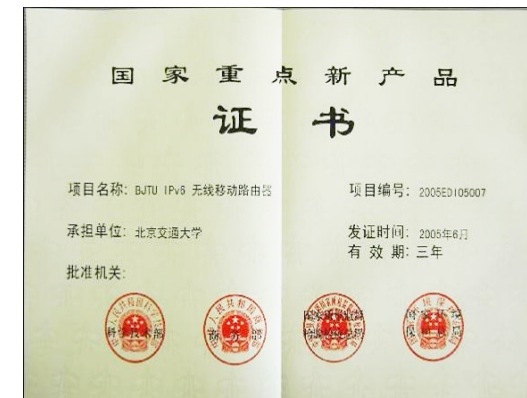 国家重点新产品
证书
项目名称: BJTU IPv6 无线移动路由器
项目编号: 2005ED105007
承担单位: 北京交通大学
发证时间: 2005年6月
有效期: 三年
批准机关: